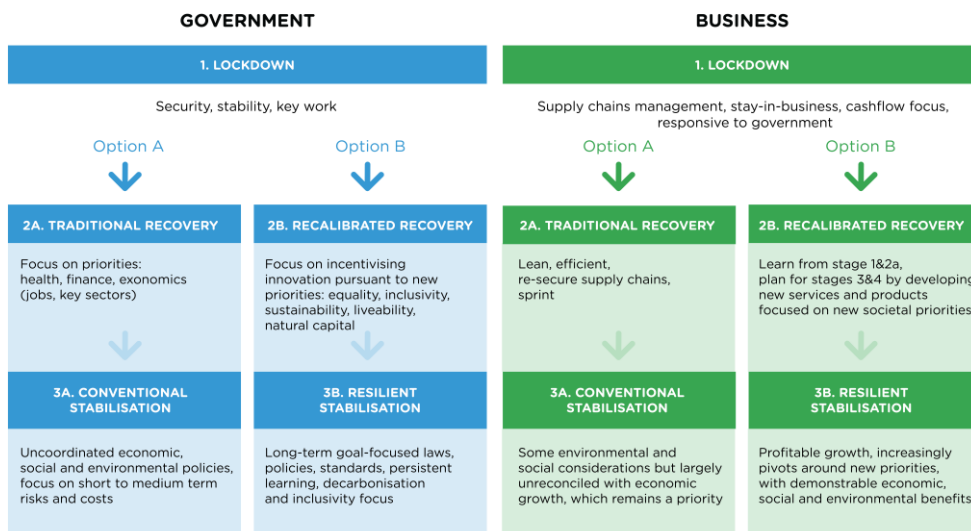 GOVERNMENT
1. LOCKDOWN
Security, stability, key work
Option A
Option B
2A. TRADITIONAL RECOVERY
Focus on priorities:
health, finance, economics
(jobs, key sectors)
2B. RECALIBRATED RECOVERY
Focus on incentivising
innovation pursuant to new
priorities: equality, inclusivity,
sustainability, liveability,
natural capital
3A. CONVENTIONAL
STABILISATION
Uncoordinated economic,
social and environmental policies,
focus on short to medium term
risks and costs
3B. RESILIENT
STABILISATION
Long-term goal-focused laws,
policies, standards, persistent
learning, decarbonisation
and inclusivity focus
BUSINESS
1. LOCKDOWN
Supply chains management, stay-in-business, cashflow focus,
responsive to government
Option A
Option B
2A. TRADITIONAL RECOVERY
Lean, efficient,
re-secure supply chains,
sprint
2B. RECALIBRATED RECOVERY
Learn from stage 1&2a,
plan for stages 3&4 by developing
new services and products
focused on new societal priorities
3A. CONVENTIONAL
STABILISATION
Some environmental and
social considerations but largely
unreconciled with economic
growth, which remains a priority
3B. RESILIENT
STABILISATION
Profitable growth, increasingly
pivots around new priorities,
with demonstrable economic,
social and environmental benefits